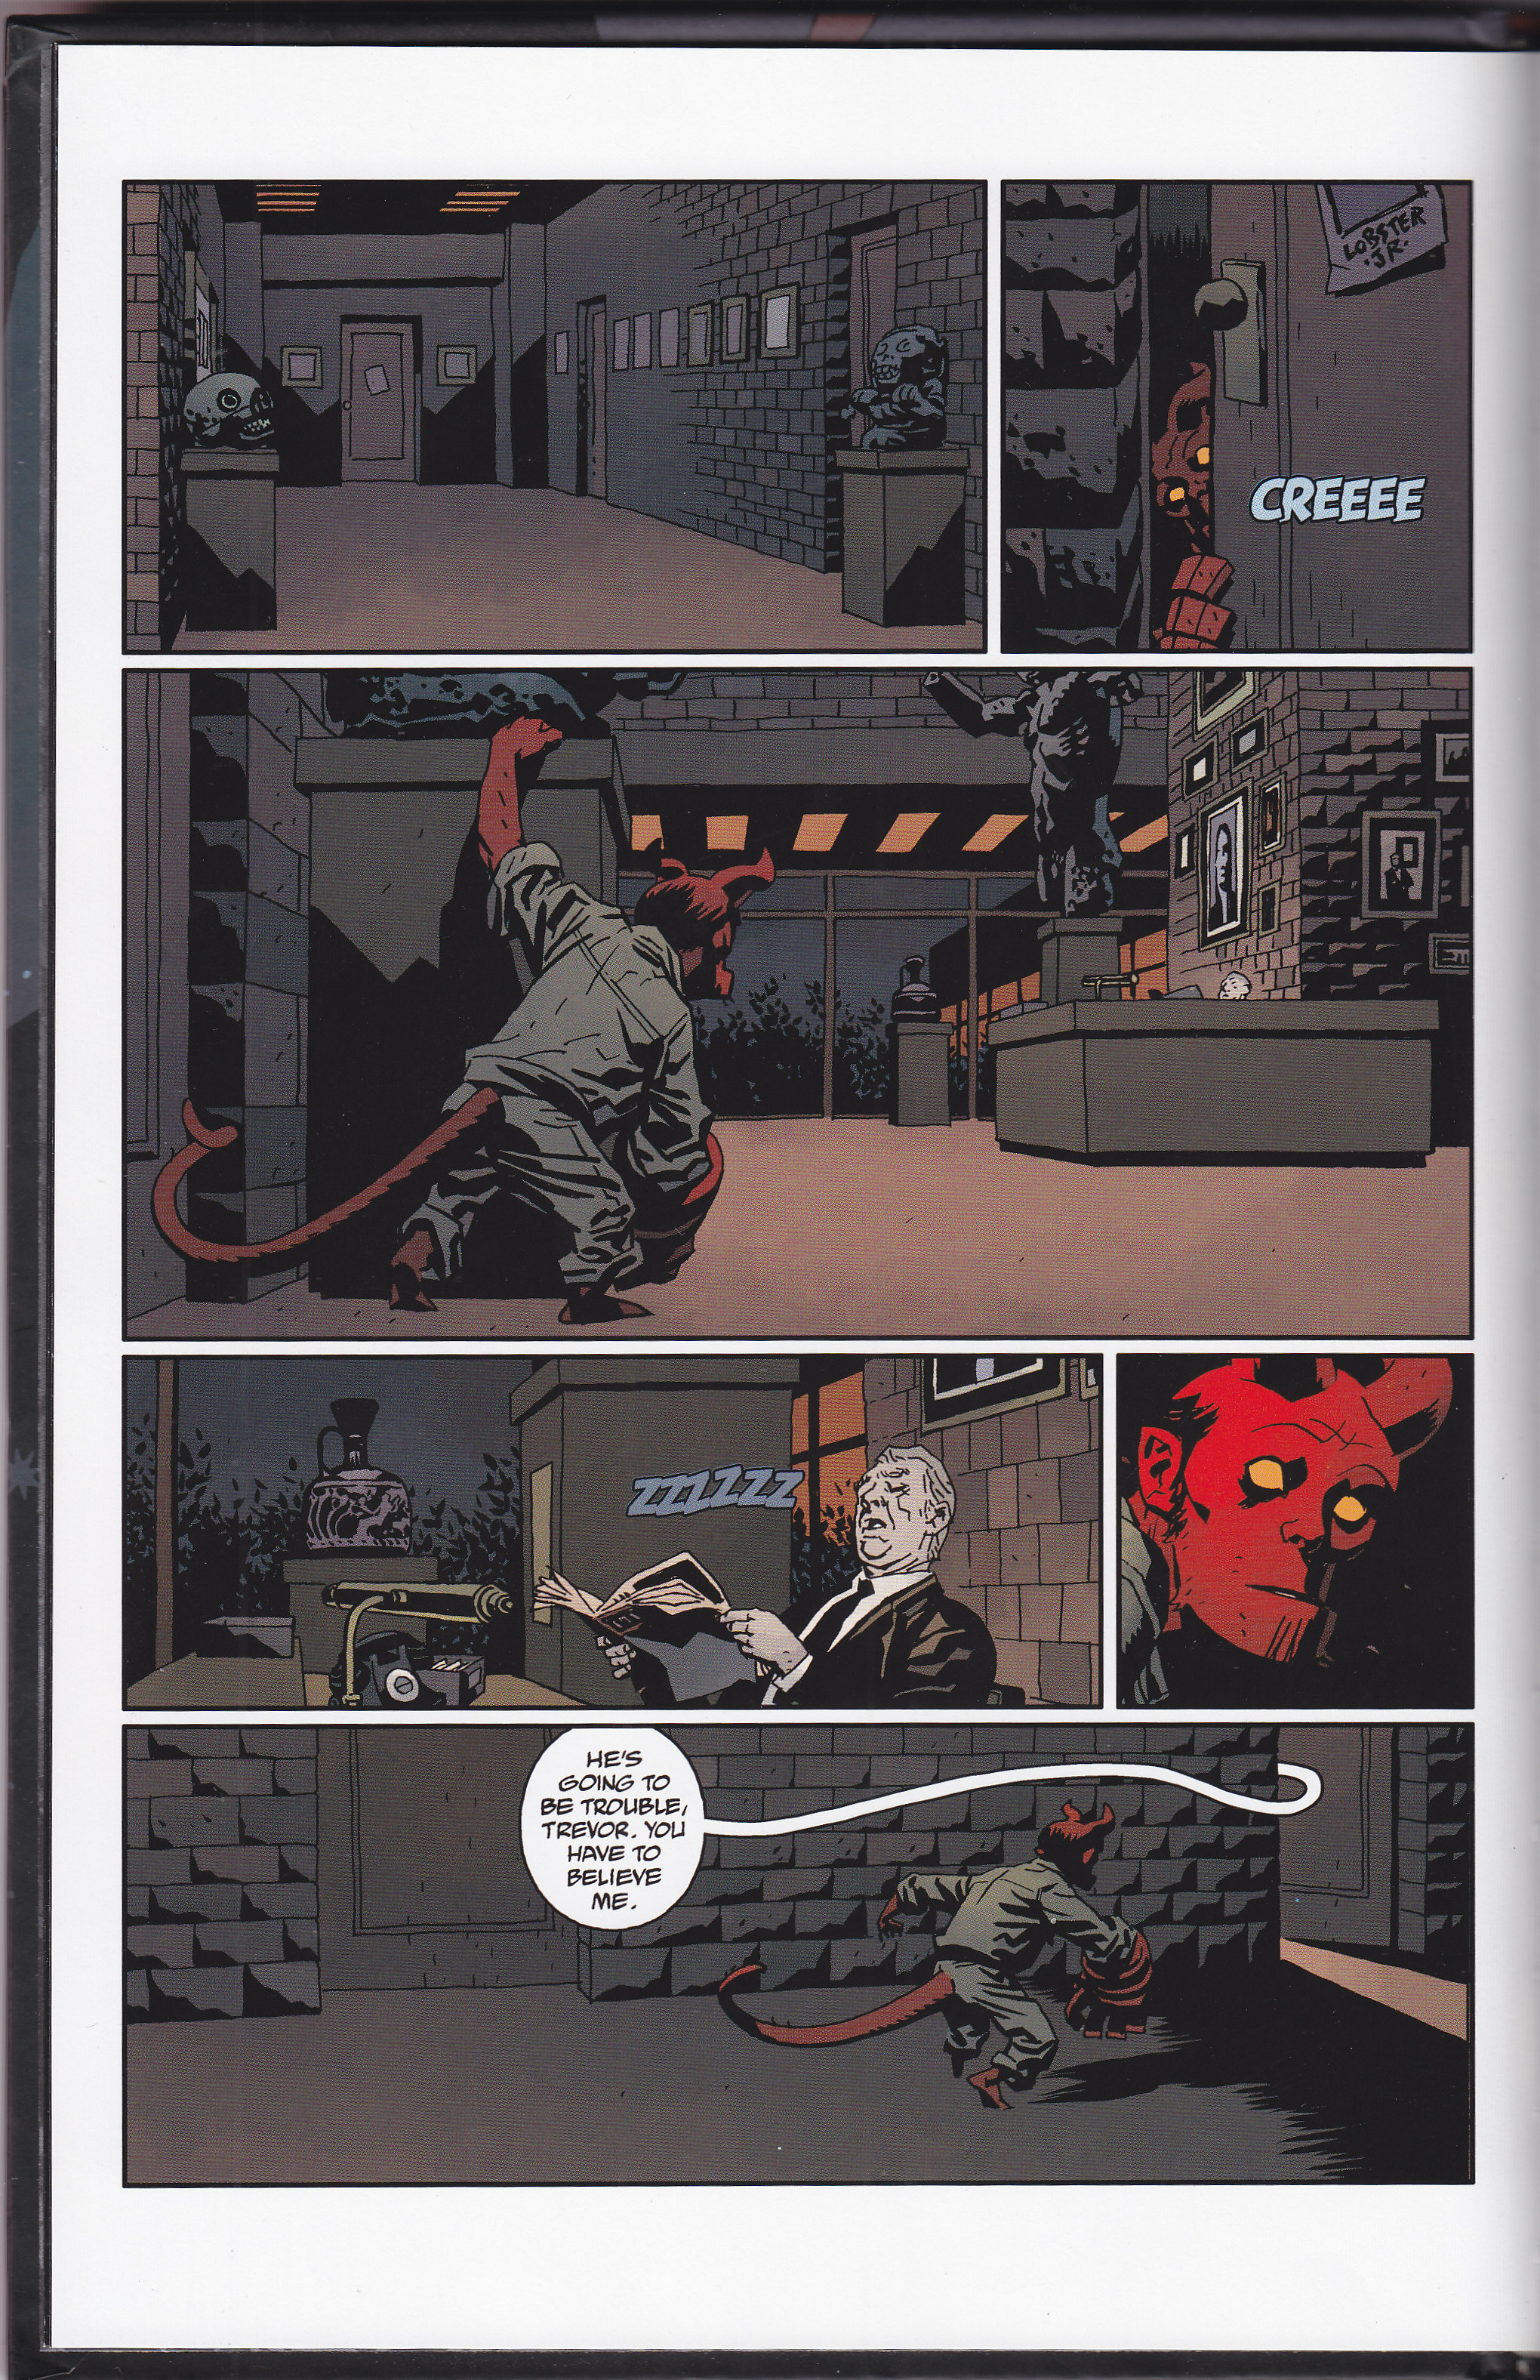 LOBSTER
JR.
CREEEE
ZZZZZZ
HE'S
GOING TO
BE TROUBLE,
TREVOR. YOU
HAVE TO
BELIEVE
ME.